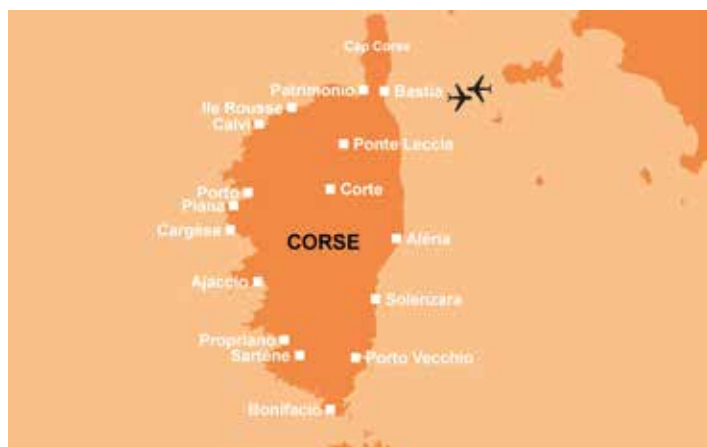 Cap Corse
Patrimonio
Bastia
Ile Rousse
Calvi
Ponte Leccia
Porto
Corte
Piana
Cargèse
CORSE
Aléria
Ajaccio
Solenzara
Propriano
Sartène
Porto Vecchio
Bonifacio